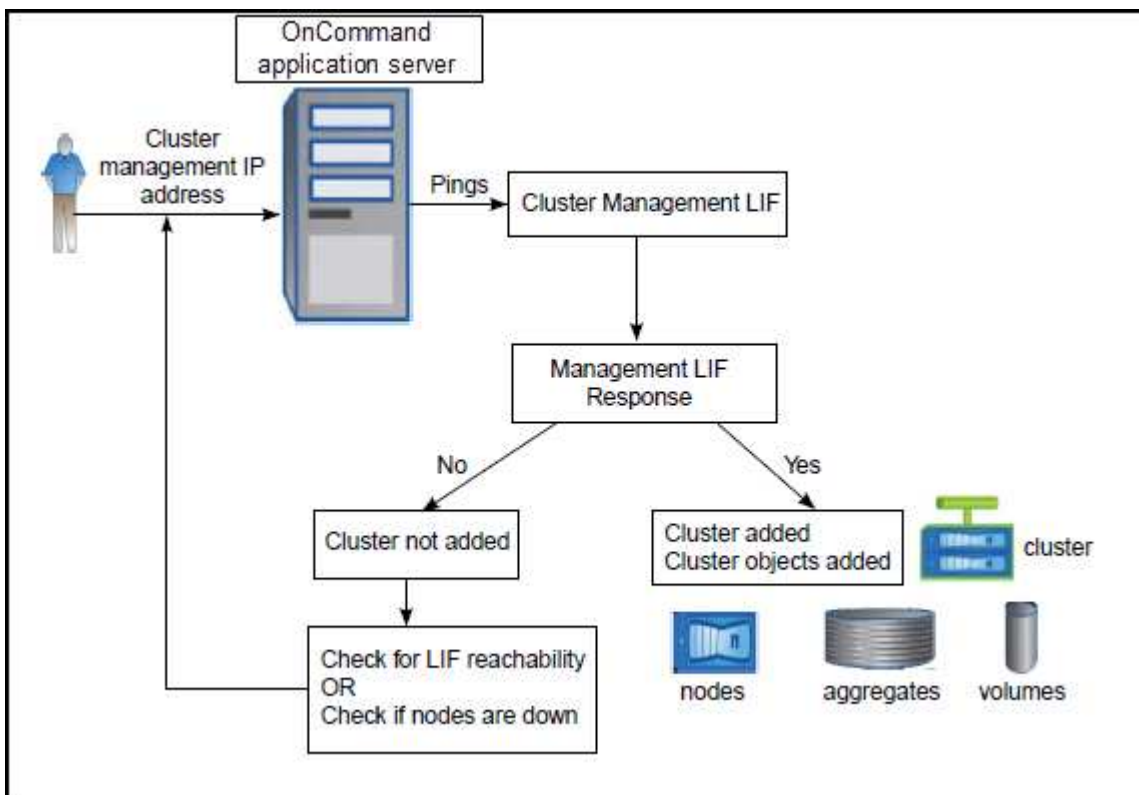 OnCommand
application server
Cluster
management IP
address
Pings
Cluster Management LIF
Management LIF
Response
No
Yes
Cluster not added
Cluster added
Cluster objects added
cluster
Check for LIF reachability
OR
Check if nodes are down
nodes
aggregates
volumes